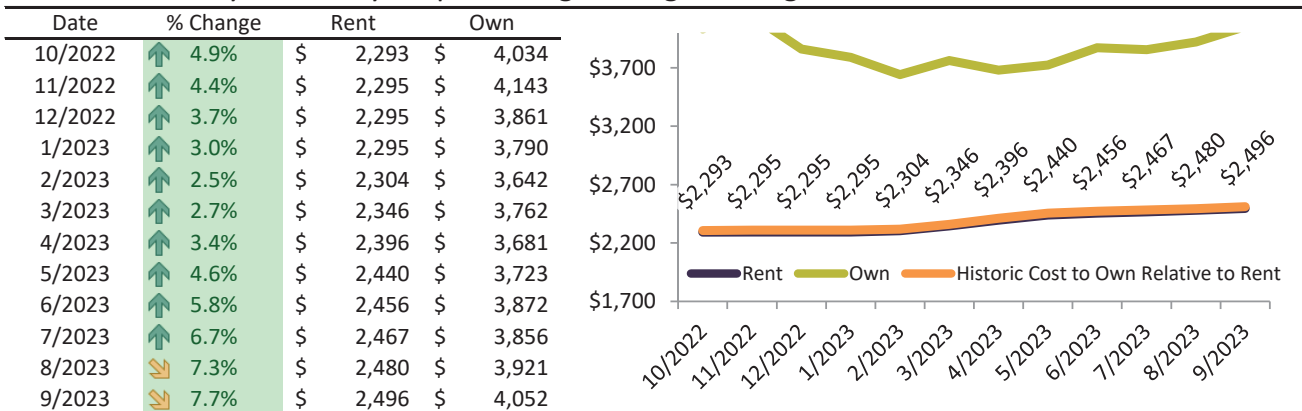 Date % Change Rent Own
10/2022 4.9% $ 2,293 $ 4,034
11/2022 4.4% $ 2,295 $ 4,143
12/2022 3.7% $ 2,295 $ 3,861
1/2023 3.0% $ 2,295 $ 3,790
2/2023 2.5% $ 2,304 $ 3,642
3/2023 2.7% $ 2,346 $ 3,762
4/2023 3.4% $ 2,396 $ 3,681
5/2023 4.6% $ 2,440 $ 3,723
6/2023 5.8% $ 2,456 $ 3,872
7/2023 6.7% $ 2,467 $ 3,856
8/2023 7.3% $ 2,480 $ 3,921
9/2023 7.7% $ 2,496 $ 4,052
$3,700
$3,200
$2,700
$2,200
$1,700
$2,293 $2,295 $2,295 $2,295 $2,304 $2,346 $2,396 $2,440 $2,456 $2,467 $2,480 $2,496
Rent Own Historic Cost to Own Relative to Rent
10/2022 11/2022 12/2022 1/2023 2/2023 3/2023 4/2023 5/2023 6/2023 7/2023 8/2023 9/2023